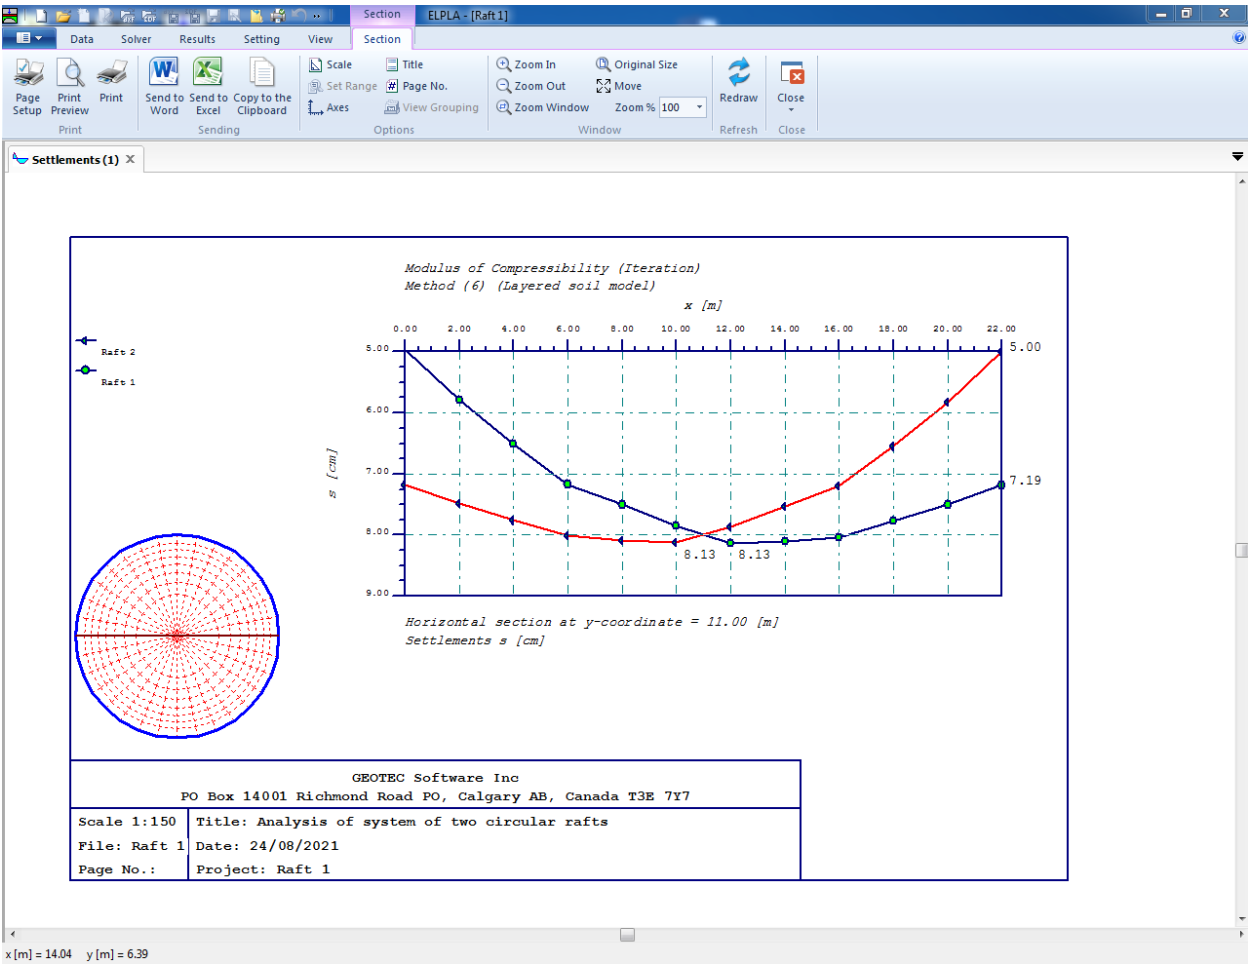 Section
ELPLA - [Raft 1]
Data Solver Results Setting View Section
Page Setup
Print Preview
Print
Send to Word
Send to Excel
Copy to the Clipboard
Scale
Set Range
Axes
Title
# Page No.
View Grouping
Zoom In
Zoom Out
Zoom Window
Original Size
Move
Zoom % 100
Redraw
Close
Print Sending Options Window Refresh Close
Settlements (1) X
Modulus of Compressibility (Iteration)
Method (6) (Layered soil model)
x [m]
0.00 2.00 4.00 6.00 8.00 10.00 12.00 14.00 16.00 18.00 20.00 22.00
Raft 2
Raft 1
s [cm]
5.00
6.00
7.00
8.00
9.00
5.00
7.19
8.13 8.13
Horizontal section at y-coordinate = 11.00 [m]
Settlements s [cm]
GEOTEC Software Inc
PO Box 14001 Richmond Road PO, Calgary AB, Canada T3E 7Y7
Scale 1:150 Title: Analysis of system of two circular rafts
File: Raft 1 Date: 24/08/2021
Page No.: Project: Raft 1
x [m] = 14.04 y [m] = 6.39